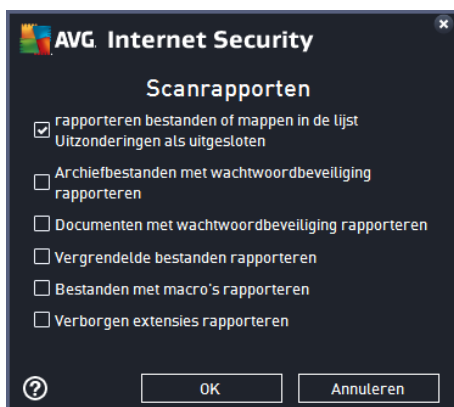 AVG. Internet Security
Scanrapporten
rapporteren bestanden of mappen in de lijst
Uitzonderingen als uitgesloten
Archiefbestanden met wachtwoordbeveiliging
rapporteren
Documenten met wachtwoordbeveiliging rapporteren
Vergrendelde bestanden rapporteren
Bestanden met macro's rapporteren
Verborgen extensies rapporteren
? OK Annuleren